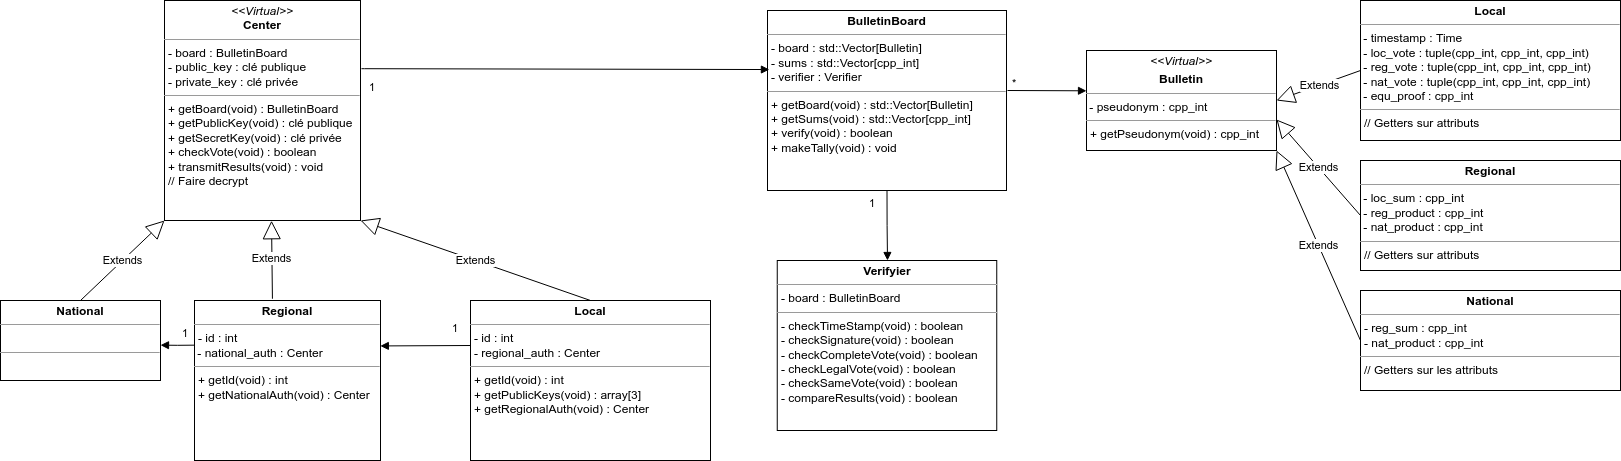 <<Virtual>>
Center
- board : BulletinBoard
- public_key : clé publique
- private_key : clé privée
+ getBoard(void) : BulletinBoard
+ getPublicKey(void) : clé publique
+ getSecretKey(void) : clé privée
+ checkVote(void) : boolean
+ transmitResults(void) : void
// Faire decrypt
1
BulletinBoard
- board : std::Vector[Bulletin]
- sums : std::Vector[cpp_int]
- verifier : Verifier
+ getBoard(void) : std::Vector[Bulletin]
+ getSums(void) : std::Vector[cpp_int]
+ verify(void) : boolean
+ makeTally(void) : void
*
<<Virtual>>
Bulletin
- pseudonym : cpp_int
+ getPseudonym(void) : cpp_int
Extends
Extends
Extends
Local
- timestamp : Time
- loc_vote : tuple(cpp_int, cpp_int, cpp_int)
- reg_vote : tuple(cpp_int, cpp_int, cpp_int)
- nat_vote : tuple(cpp_int, cpp_int, cpp_int)
- equ_proof : cpp_int
// Getters sur attributs
Regional
- loc_sum : cpp_int
- reg_product : cpp_int
- nat_product : cpp_int
// Getters sur attributs
National
- reg_sum : cpp_int
- nat_product : cpp_int
// Getters sur les attributs
Extends
Extends
Extends
National
1
Regional
- id : int
- national_auth : Center
+ getId(void) : int
+ getNationalAuth(void) : Center
1
Local
- id : int
- regional_auth : Center
+ getId(void) : int
+ getPublicKeys(void) : array[3]
+ getRegionalAuth(void) : Center
1
Verifyier
- board : BulletinBoard
- checkTimeStamp(void) : boolean
- checkSignature(void) : boolean
- checkCompleteVote(void) : boolean
- checkLegalVote(void) : boolean
- checkSameVote(void) : boolean
- compareResults(void) : boolean